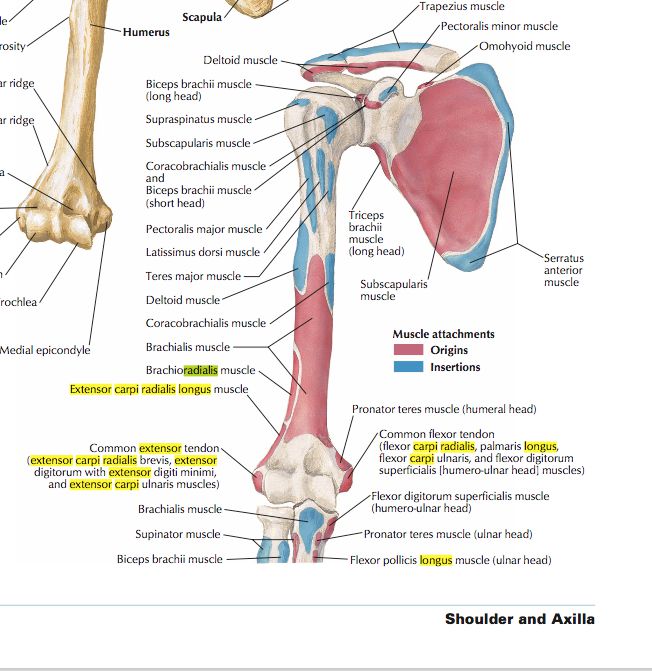 Trapezius muscle
Scapula
Pectoralis minor muscle
Humerus
Omohyoid muscle
Deltoid muscle
Biceps brachii muscle
(long head)
ar ridge
Supraspinatus muscle
ar ridge
Subscapularis muscle
Coracobrachialis muscle
and
Biceps brachii muscle
(short head)
Pectoralis major muscle
Latissimus dorsi muscle
Teres major muscle
Deltoid muscle
Coracobrachialis muscle
Brachialis muscle
Brachioradialis muscle
Extensor carpi radialis longus muscle
Common extensor tendon
(extensor carpi radialis brevis, extensor
digitorum with extensor digiti minimi,
and extensor carpi ulnaris muscles)
Brachialis muscle
Supinator muscle
Biceps brachii muscle
rosity
le
a
n
rochlea
Medial epicondyle
Triceps
brachii
muscle
(long head)
Subscapularis
muscle
Serratus
anterior
muscle
Muscle attachments
Origins
Insertions
Pronator teres muscle (humeral head)
Common flexor tendon
(flexor carpi radialis, palmaris longus,
flexor carpi ulnaris, and flexor digitorum
superficialis [humero-ulnar head] muscles)
Flexor digitorum superficialis muscle
(humero-ulnar head)
Pronator teres muscle (ulnar head)
Flexor pollicis longus muscle (ulnar head)
Shoulder and Axilla